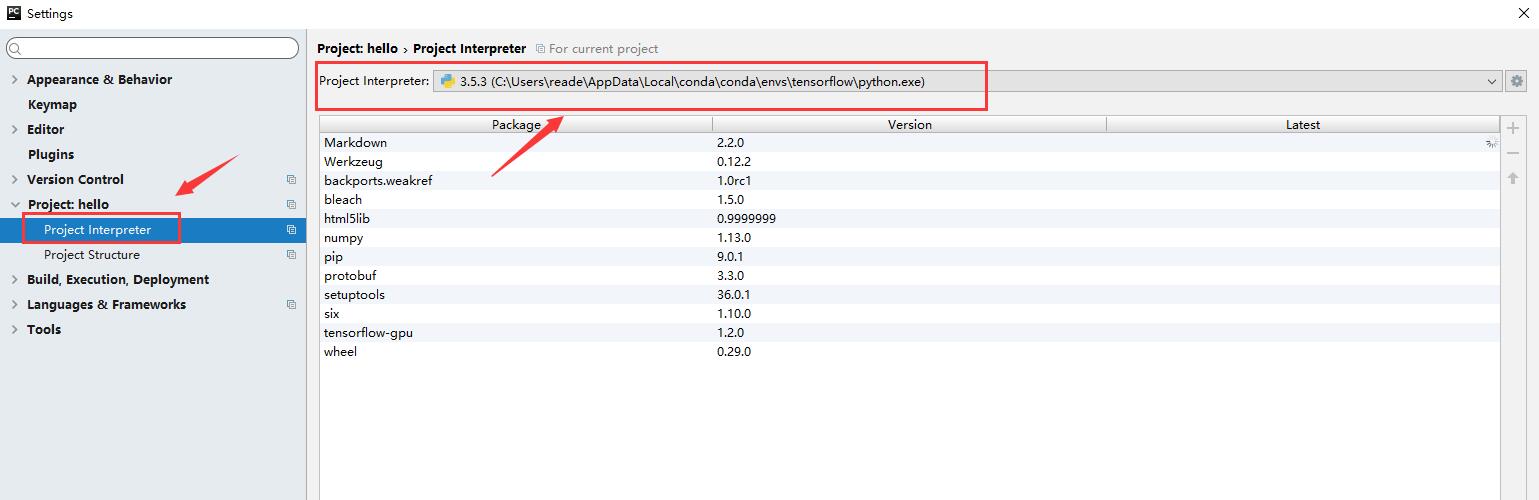 PC Settings
Appearance & Behavior
Keymap
Editor
Plugins
Version Control
Project: hello
Project Interpreter
Project Structure
Build, Execution, Deployment
Languages & Frameworks
Tools
Project: hello › Project Interpreter For current project
Project Interpreter: 3.5.3 (C:\Users\reade\AppData\Local\conda\conda\envs\tensorflow\python.exe)
Package Version Latest
Markdown 2.2.0
Werkzeug 0.12.2
backports.weakref 1.0rc1
bleach 1.5.0
html5lib 0.9999999
numpy 1.13.0
pip 9.0.1
protobuf 3.3.0
setuptools 36.0.1
six 1.10.0
tensorflow-gpu 1.2.0
wheel 0.29.0